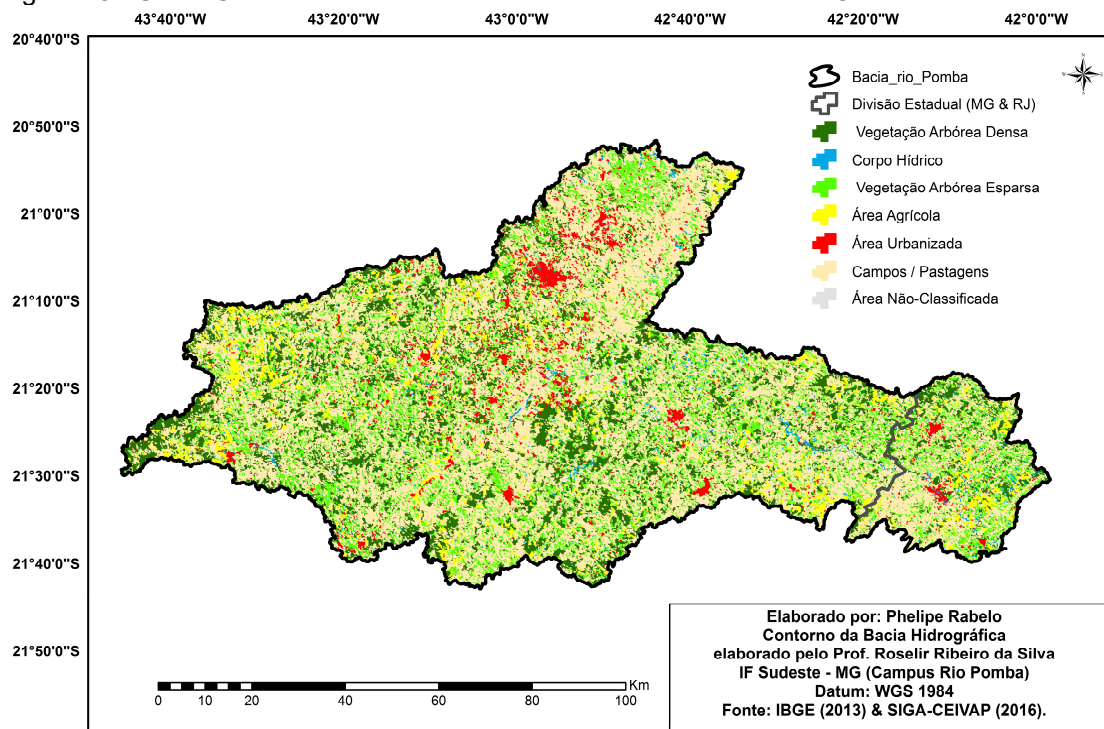 43°40'0"W 43°20'0"W 43°0'0"W 42°40'0"W 42°0'0"W
20°40'0"S
20°50'0"S
21°0'0"S
21°10'0"S
21°20'0"S
21°30'0"S
21°40'0"S
21°50'0"S
Bacia_rio_Pomba
Divisão Estadual (MG & RJ)
Vegetação Arbórea Densa
Corpo Hídrico
Vegetação Arbórea Esparsa
Área Agrícola
Área Urbanizada
Campos / Pastagens
Área Não-Classificada
Km
0 5 10 20 40 60 80 100
Elaborado por: Phelipe Rabelo
Contorno da Bacia Hidrográfica
elaborado pelo Prof. Roselir Ribeiro da Silva
IF Sudeste - MG (Campus Rio Pomba)
Datum: WGS 1984
Fonte: IBGE (2013) & SIGA-CEIVAP (2016).